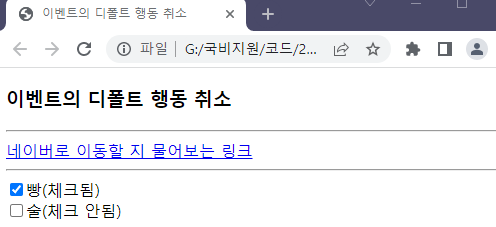 이벤트의 디폴트 행동 취소
파일 G:/국비지원/코드/2...
이벤트의 디폴트 행동 취소
네이버로 이동할 지 물어보는 링크
빵(체크됨)
술(체크 안됨)